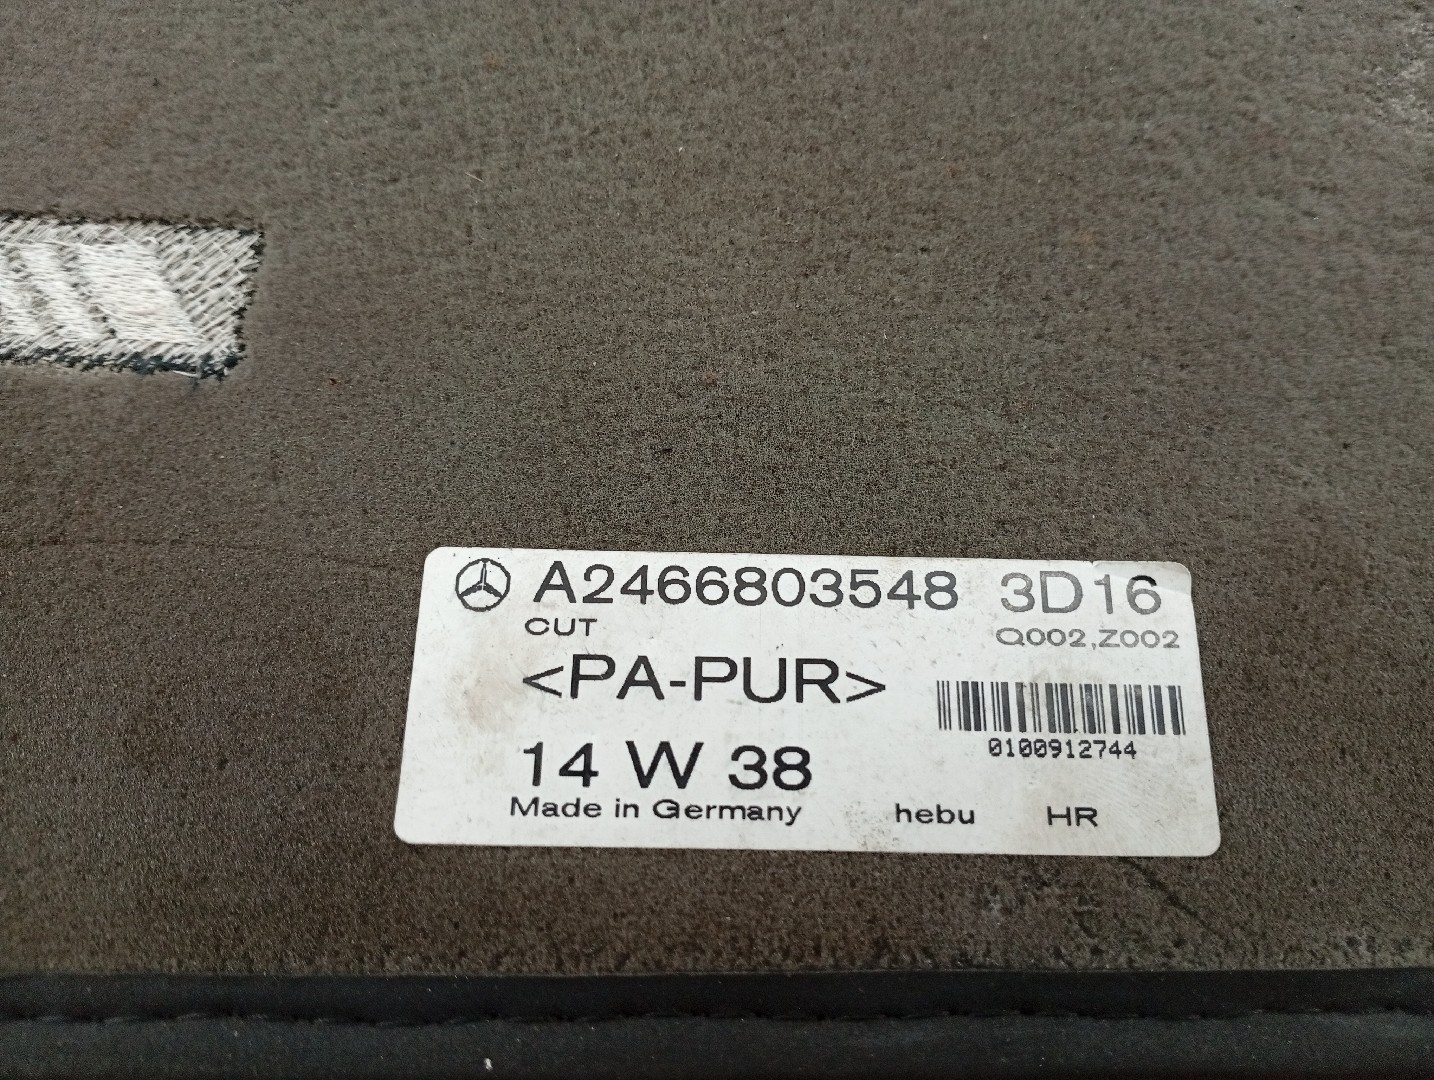 A2466803548 3D16
CUT Q002,Z002
<PA-PUR>
0100912744
14 W 38
Made in Germany hebu HR